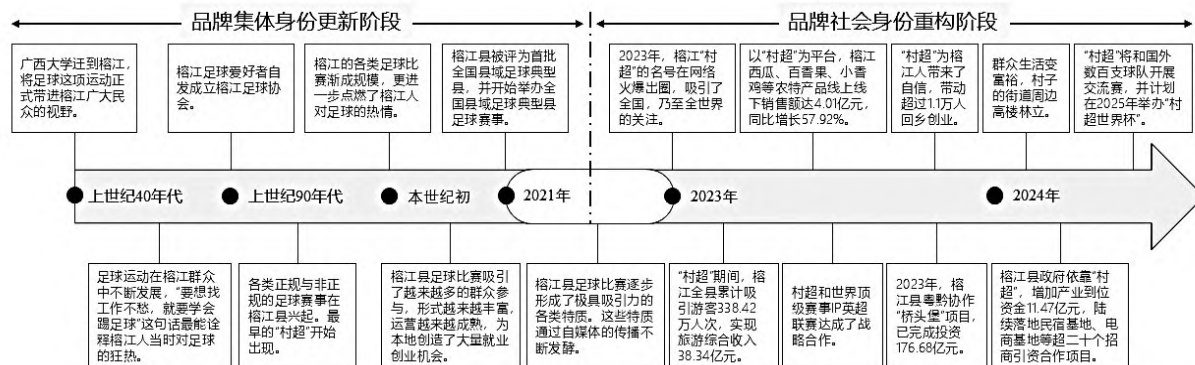 品牌集体身份更新阶段
品牌社会身份重构阶段
广西大学迁到榕江，
将足球这项运动正
式带进榕江广大民
众的视野。
榕江足球爱好者自
发成立榕江足球协
会。
榕江的各类足球比
赛渐成规模，更进
一步点燃了榕江人
对足球的热情。
榕江县被评为首批
全国县域足球典型
县，并开始举办全
国县域足球典型县
足球赛事。
2023年，榕江“村
超”的名号在网络
火爆出圈，吸引了
全国，乃至全世界
的关注。
以“村超”为平台，榕江
西瓜、百香果、小香
鸡等农特产品线上线
下销售额达4.01亿元，
同比增长57.92%。
“村超”为榕
江人带来了
自信，带动
超过1.1万人
回乡创业。
群众生活变
富裕，村子
的街道周边
高楼林立。
“村超”将和国外
数百支球队开展
交流赛，并计划
在2025年举办“村
超世界杯”。
上世纪40年代
上世纪90年代
本世纪初
2021年
2023年
2024年
足球运动在榕江群众
中不断发展，“要想找
工作不愁，就要学会
踢足球”这句话最能诠
释榕江人当时对足球
的狂热。
各类正规与非正
规的足球赛事在
榕江县兴起。最
早的“村超”开始
出现。
榕江县足球比赛吸引
了越来越多的群众参
与，形式越来越丰富，
运营越来越成熟，为
本地创造了大量就业
创业机会。
榕江县足球比赛逐步
形成了极具吸引力的
各类特质。这些特质
通过自媒体的传播不
断发酵。
“村超”期间，榕
江全县累计吸
引游客338.42
万人次，实现
旅游综合收入
38.34亿元。
村超和世界顶
级赛事IP英超
联赛达成了战
略合作。
2023年，榕
江县粤黔协作
“桥头堡”项目，
已完成投资
176.68亿元。
榕江县政府依靠“村
超”，增加产业到位
资金11.47亿元，陆
续落地民宿基地、电
商基地等超二十个招
商引资合作项目。